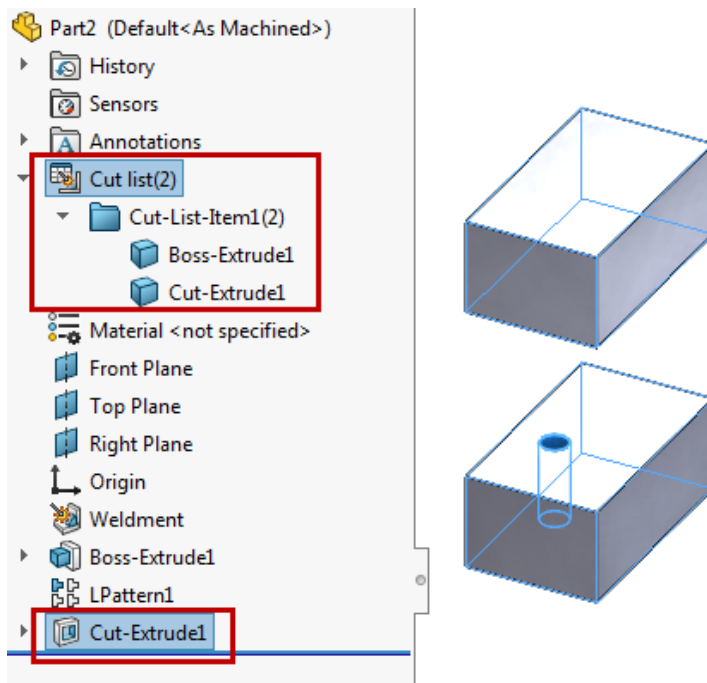 Part2 (Default<As Machined>)
History
Sensors
A Annotations
Cut list(2)
Cut-List-Item1(2)
Boss-Extrude1
Cut-Extrude1
Material <not specified>
Front Plane
Top Plane
Right Plane
Origin
Weldment
Boss-Extrude1
LPattern1
Cut-Extrude1